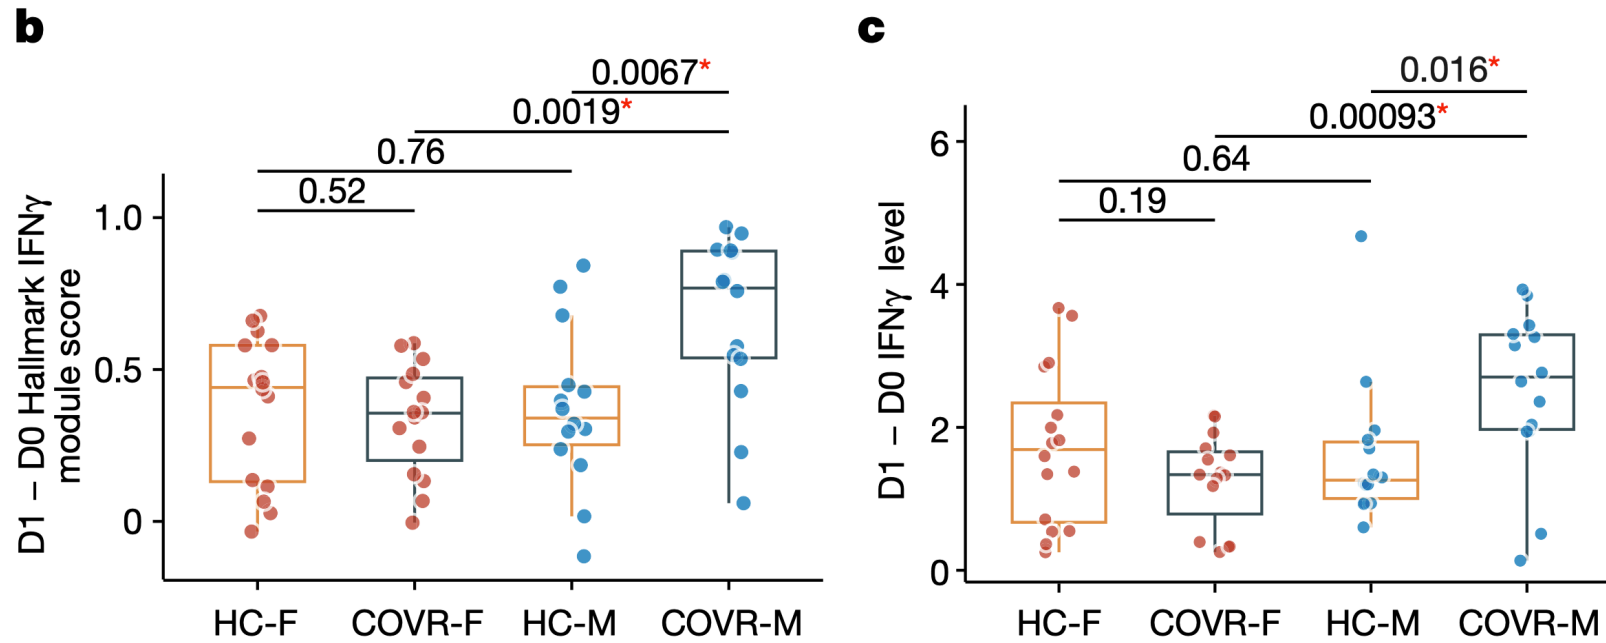 b
D1 – D0 Hallmark IFNγ
module score
0.0067*
0.0019*
0.76
0.52
1.0
0.5
0
HC-F
COVR-F
HC-M
COVR-M
c
D1 – D0 IFNγ level
0.016*
0.00093*
0.64
0.19
6
4
2
0
HC-F
COVR-F
HC-M
COVR-M